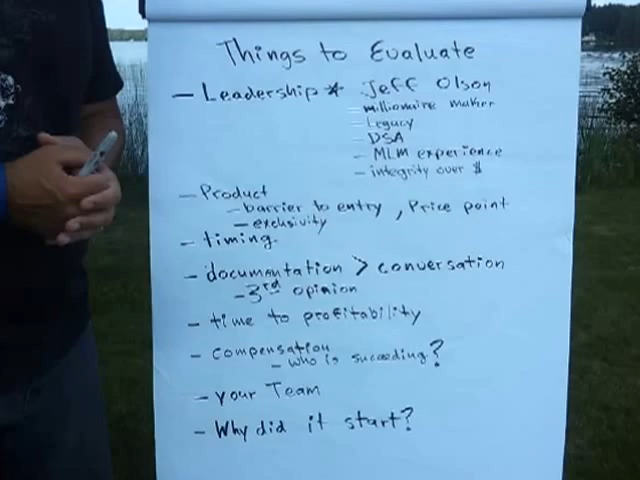 Things to Evaluate
- Leadership * Jeff Olson
- millionaire maker
- Legacy
- DSA
- MLM experience
- integrity over $
- Product
- barrier to entry, Price point
- exclusivity
- timing
- documentation > conversation
- 3rd opinion
- time to profitability
- compensation
- who is succeeding?
- your Team
- Why did it start?